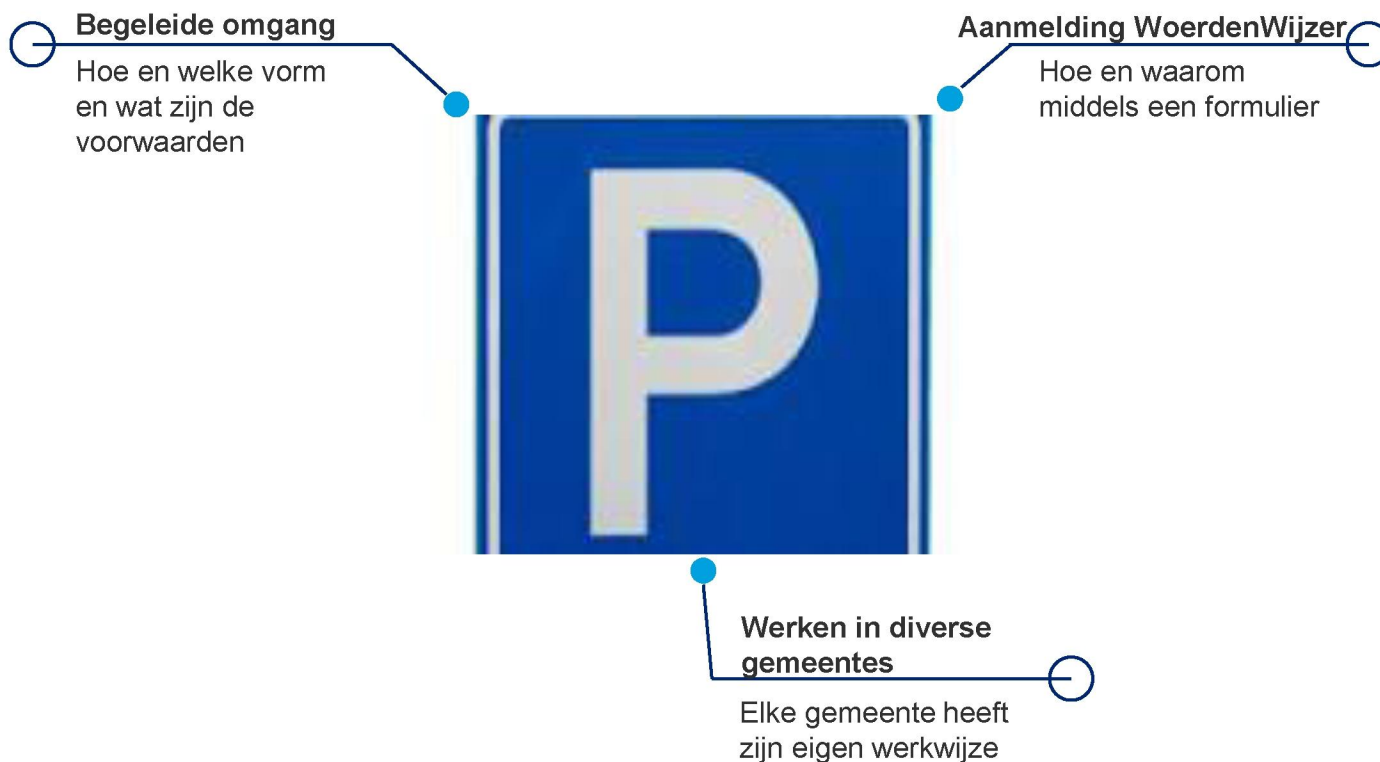 Begeleide omgang
Hoe en welke vorm
en wat zijn de
voorwaarden
Aanmelding WoerdenWijzer
Hoe en waarom
middels een formulier
P
Werken in diverse
gemeentes
Elke gemeente heeft
zijn eigen werkwijze